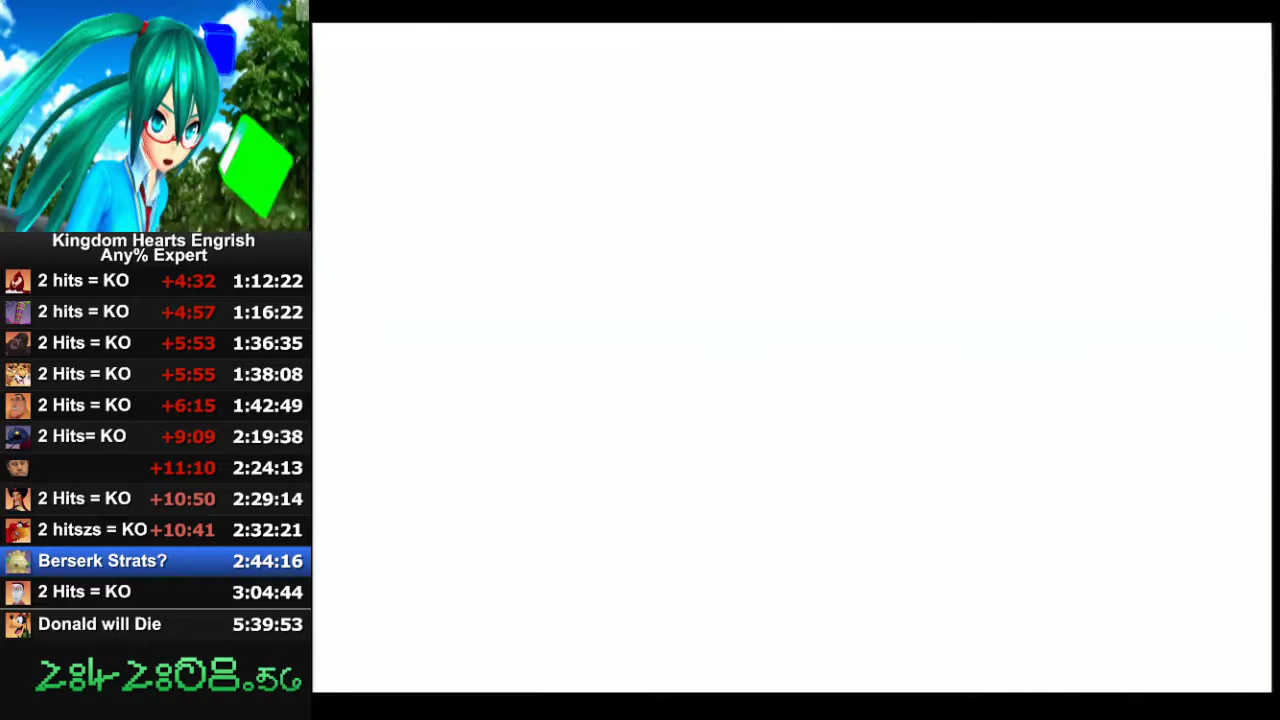 Kingdom Hearts Engrish
Any% Expert
2 hits = KO +4:32 1:12:22
2 hits = KO +4:57 1:16:22
2 Hits = KO +5:53 1:36:35
2 Hits = KO +5:55 1:38:08
2 Hits = KO +6:15 1:42:49
2 Hits= KO +9:09 2:19:38
+11:10 2:24:13
2 Hits = KO +10:50 2:29:14
2 hitszs = KO +10:41 2:32:21
Berserk Strats? 2:44:16
2 Hits = KO 3:04:44
Donald will Die 5:39:53